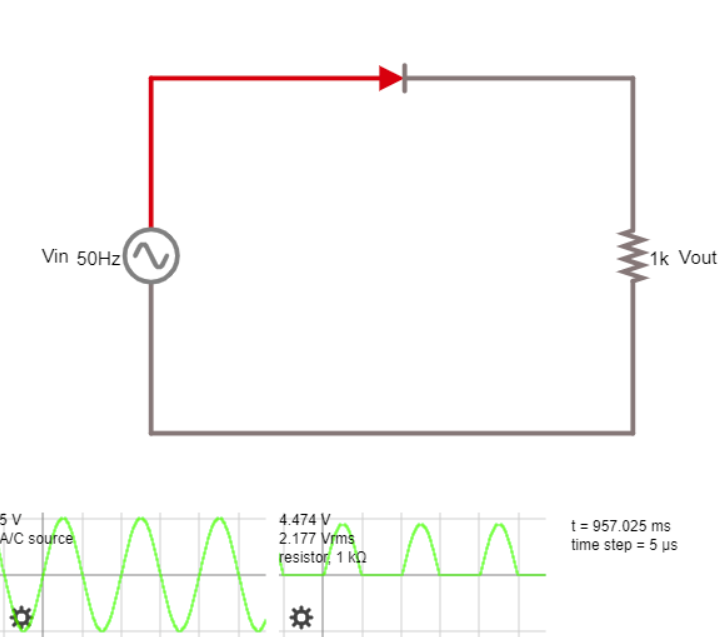 Vin 50Hz
1k Vout
5 V
A/C source
4.474 V
2.177 Vrms
resistor, 1 kΩ
t = 957.025 ms
time step = 5 µs